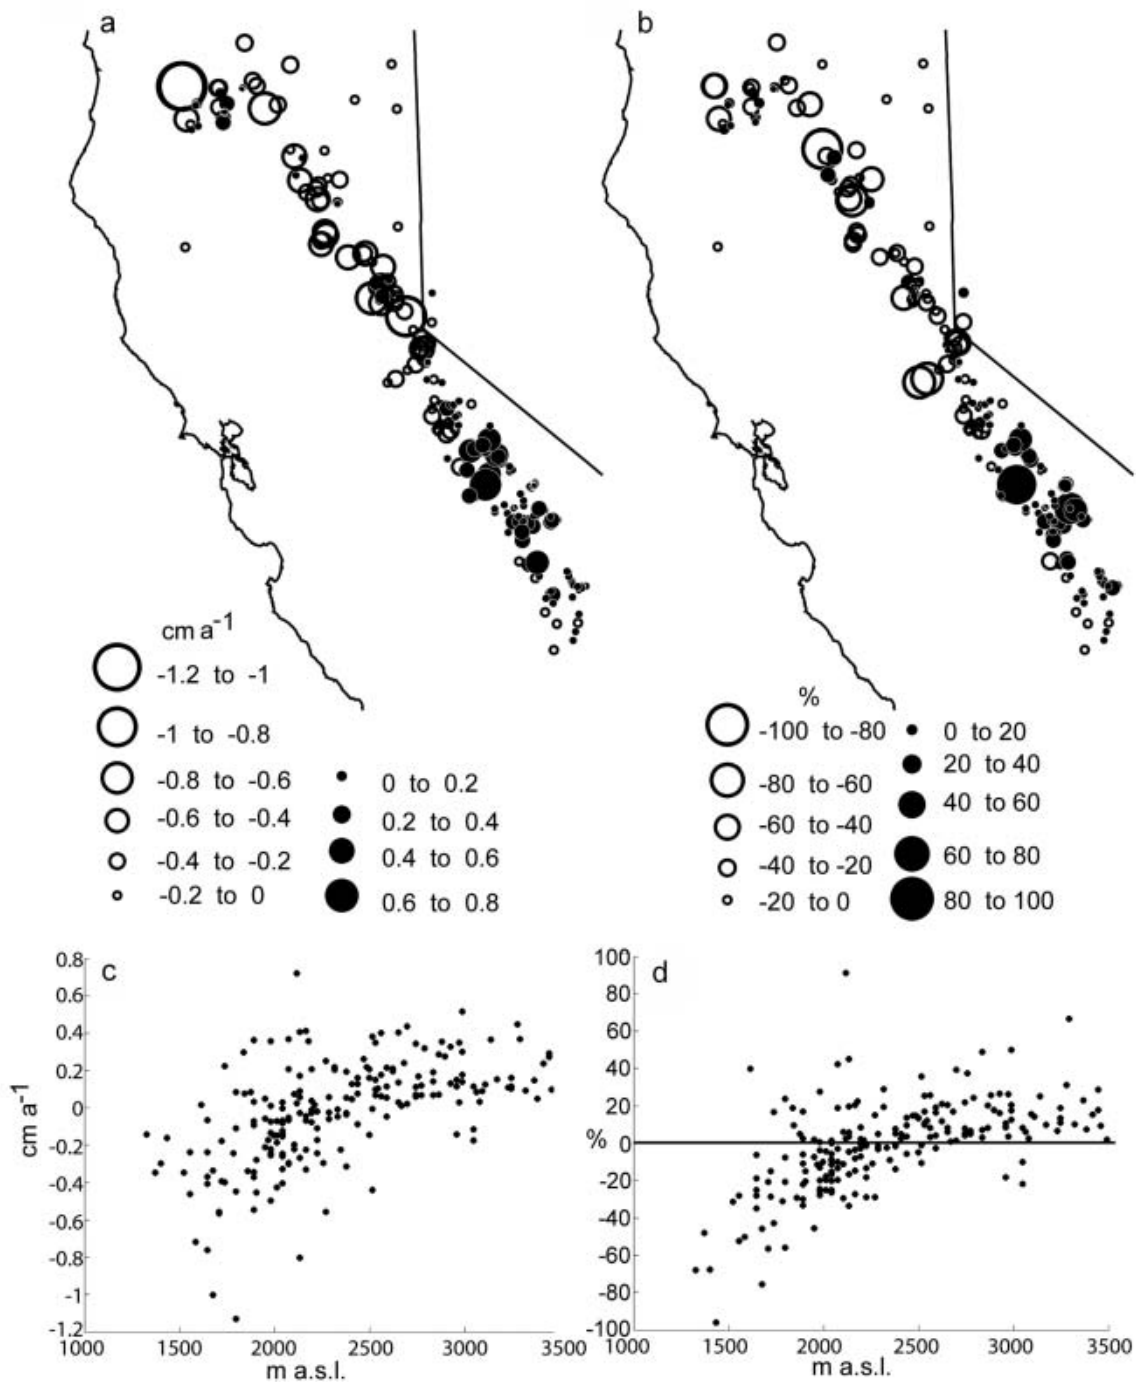 a
b
cm a-1
-1.2 to -1
-1 to -0.8
-0.8 to -0.6
-0.6 to -0.4
-0.4 to -0.2
-0.2 to 0
0 to 0.2
0.2 to 0.4
0.4 to 0.6
0.6 to 0.8
%
-100 to -80
-80 to -60
-60 to -40
-40 to -20
-20 to 0
0 to 20
20 to 40
40 to 60
60 to 80
80 to 100
c
0.8
0.6
0.4
0.2
0
-0.2
-0.4
-0.6
-0.8
-1
-1.2
cm a-1
1000 1500 2000 2500 3000 3500
m a.s.l.
d
100
80
60
40
20
0
-20
-40
-60
-80
-100
%
1000 1500 2000 2500 3000 3500
m a.s.l.